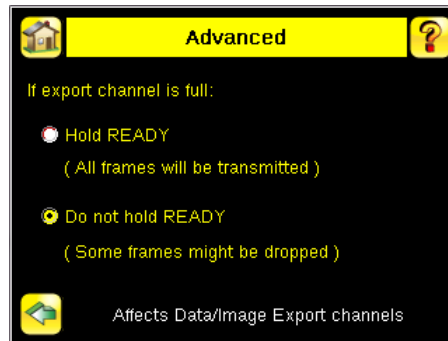 Advanced
?
If export channel is full:
Hold READY
( All frames will be transmitted )
Do not hold READY
( Some frames might be dropped )
Affects Data/Image Export channels